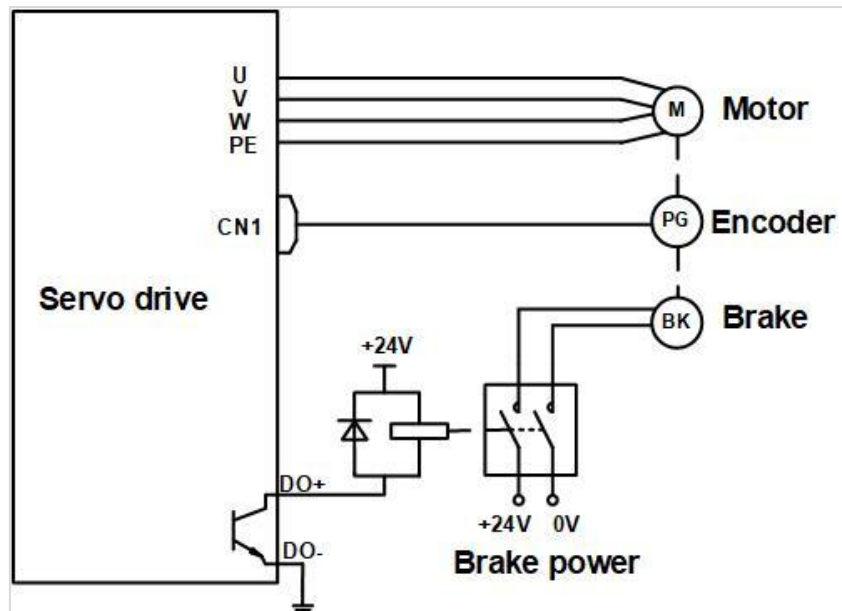 U
V
W
PE
M
Motor
CN1
PG
Encoder
Servo drive
BK
Brake
+24V
DO+
DO-
+24V 0V
Brake power